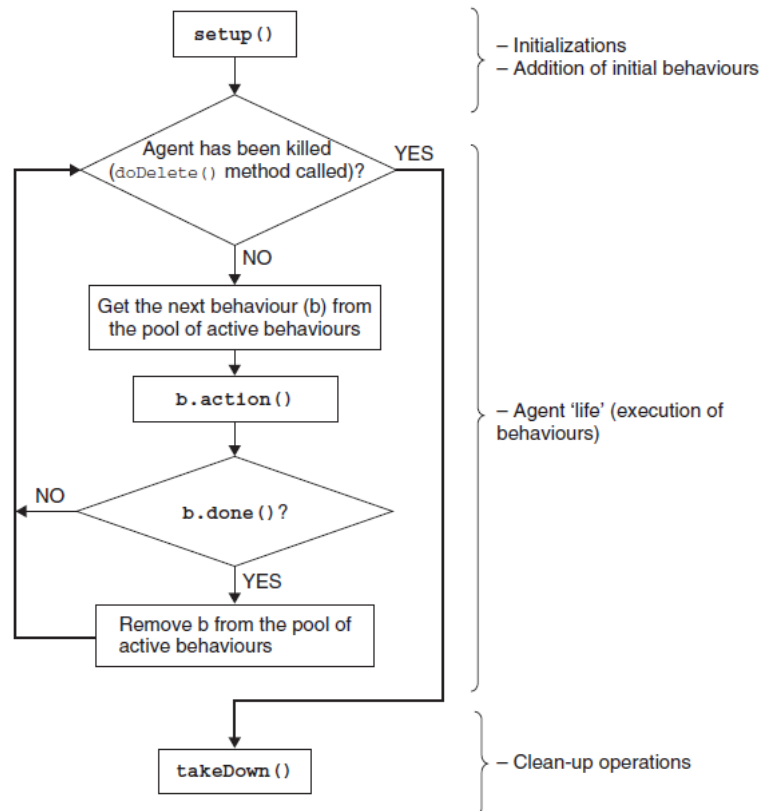 setup()
– Initializations
– Addition of initial behaviours
Agent has been killed
(doDelete() method called)?
YES
NO
Get the next behaviour (b) from
the pool of active behaviours
b.action()
– Agent ‘life’ (execution of
behaviours)
NO
b.done()?
YES
Remove b from the pool of
active behaviours
takeDown()
– Clean-up operations